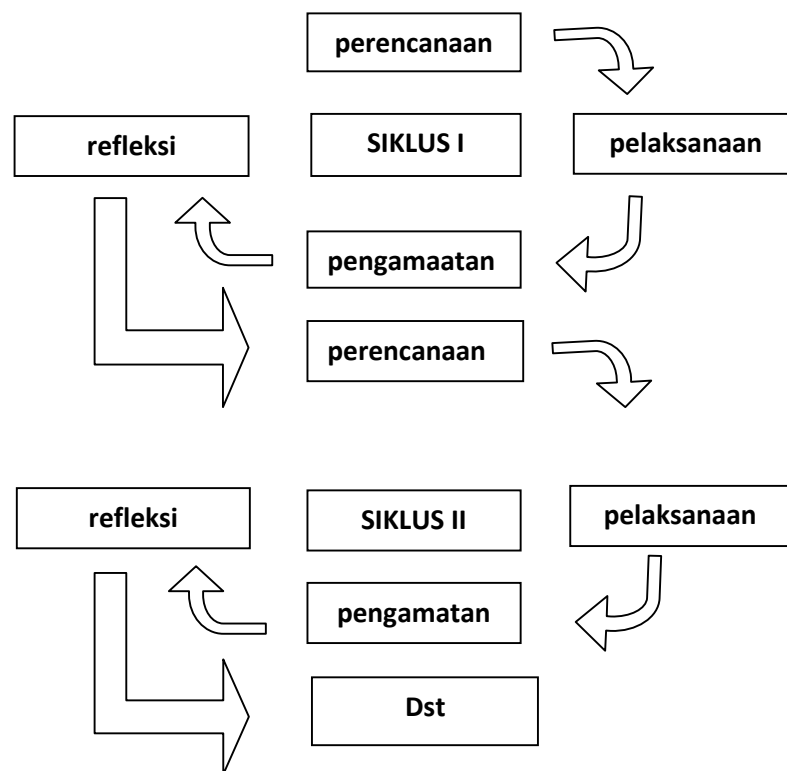 perencanaan
refleksi
SIKLUS I
pelaksanaan
pengamaatan
perencanaan
refleksi
SIKLUS II
pelaksanaan
pengamatan
Dst